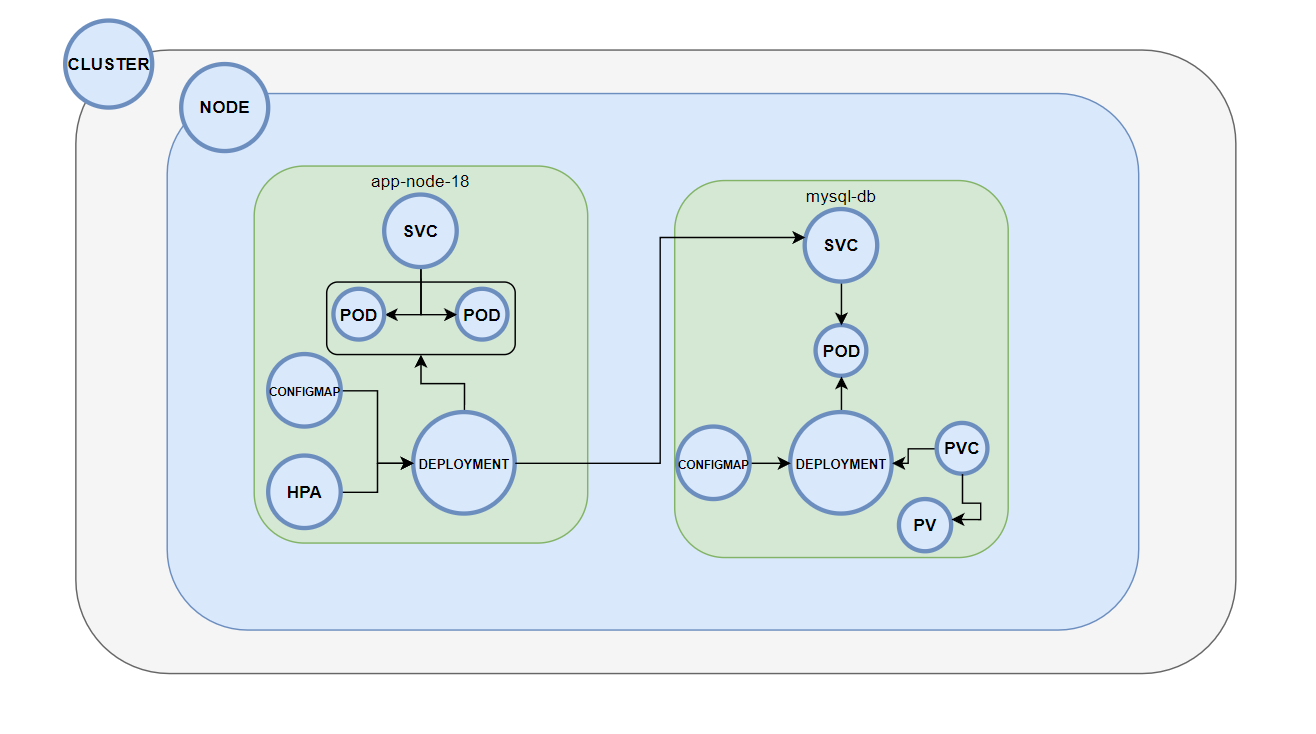 CLUSTER
NODE
app-node-18
SVC
POD
POD
CONFIGMAP
HPA
DEPLOYMENT
mysql-db
SVC
POD
CONFIGMAP
DEPLOYMENT
PVC
PV